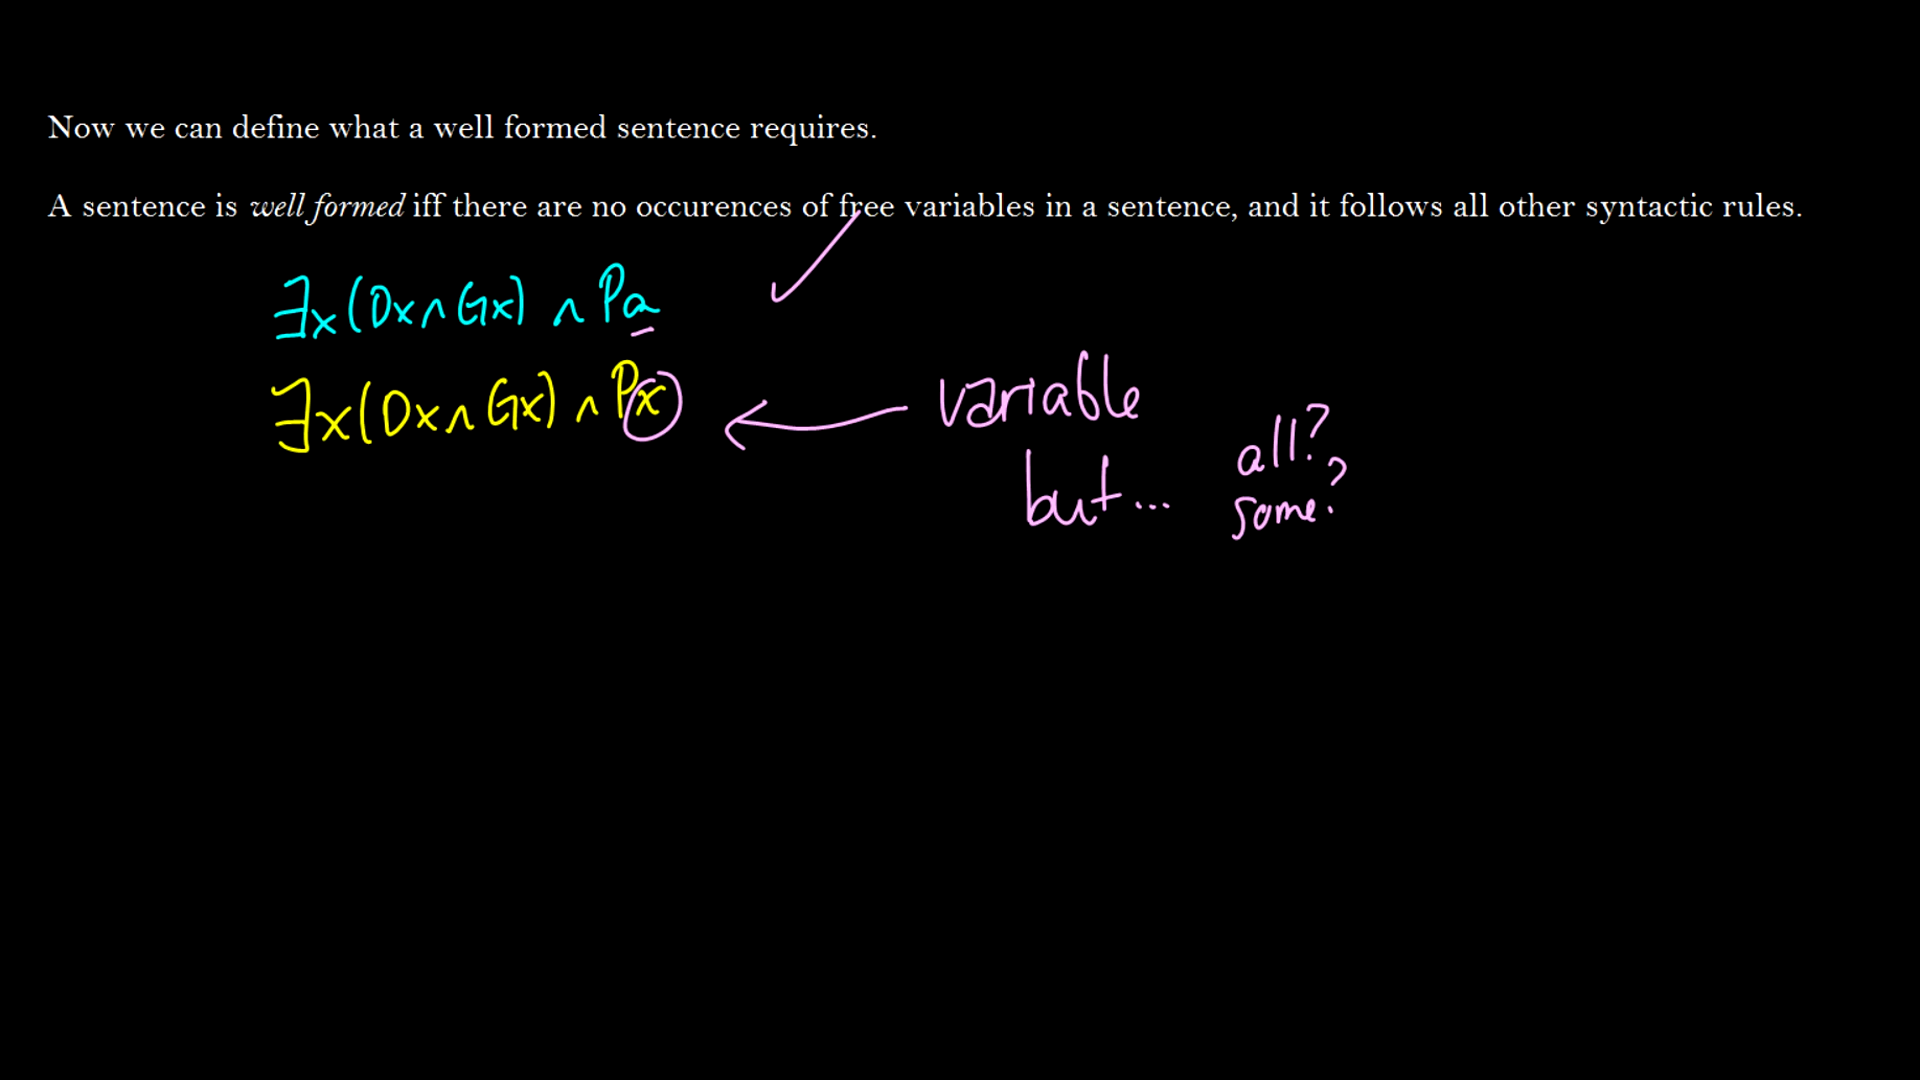 Now we can define what a well formed sentence requires.
A sentence is well formed iff there are no occurences of free variables in a sentence, and it follows all other syntactic rules.
∃x(Dx∧Gx) ∧ Pa
∃x(Dx∧Gx) ∧ Px
variable
but...
all?
some?